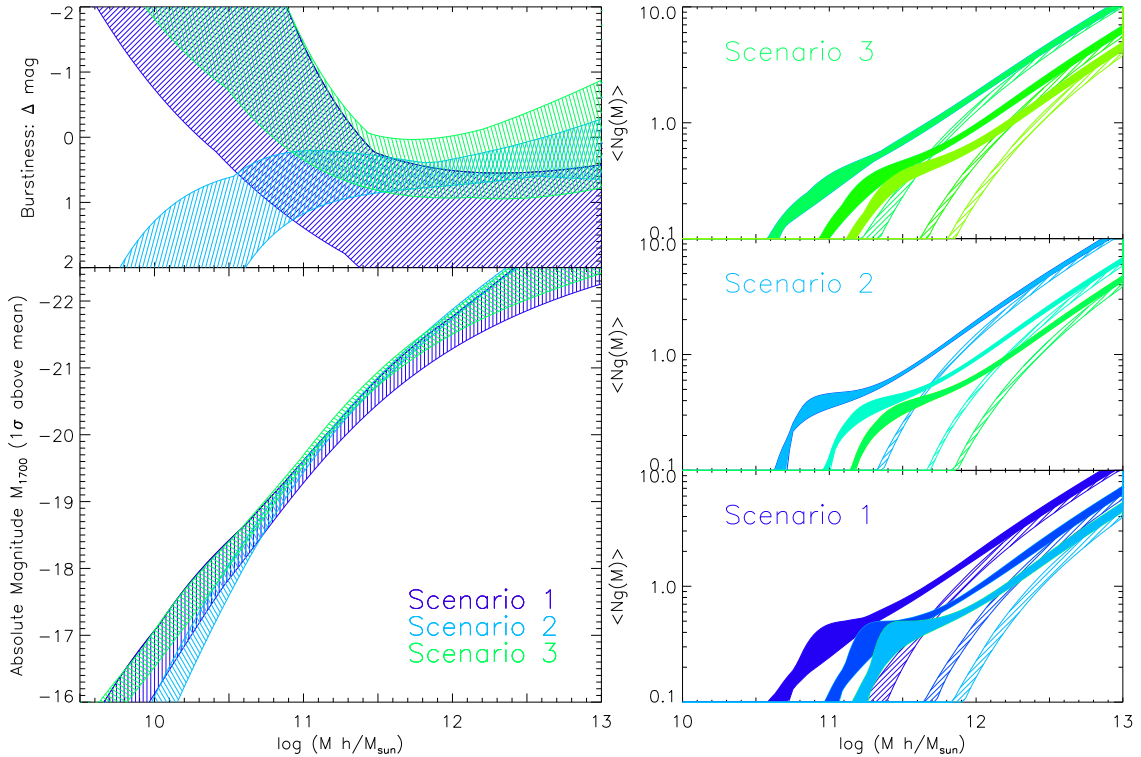 -2
-1
0
1
2
Burstiness: Δ mag
-22
-21
-20
-19
-18
-17
-16
Absolute Magnitude M1700 (1σ above mean)
Scenario 1
Scenario 2
Scenario 3
10 11 12 13
log (M h/Msun)
10.0
1.0
0.1
<Ng(M)>
Scenario 3
10.0
1.0
0.1
<Ng(M)>
Scenario 2
10.0
1.0
0.1
<Ng(M)>
Scenario 1
10 11 12 13
log (M h/Msun)